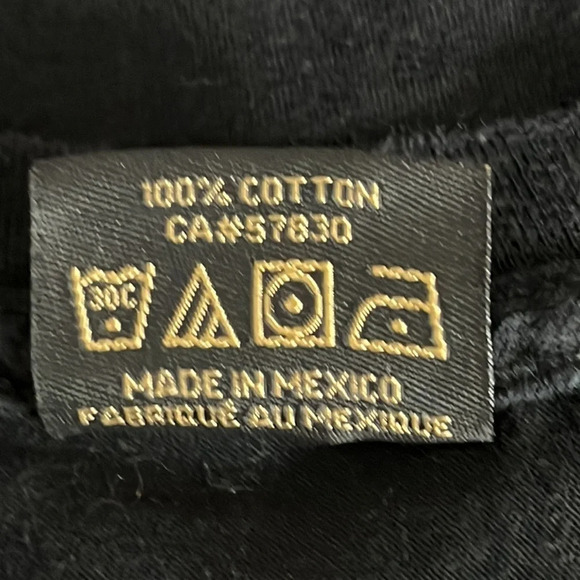 100% COTTON
CA#57830
30C
MADE IN MEXICO
FABRIQUÉ AU MEXIQUE